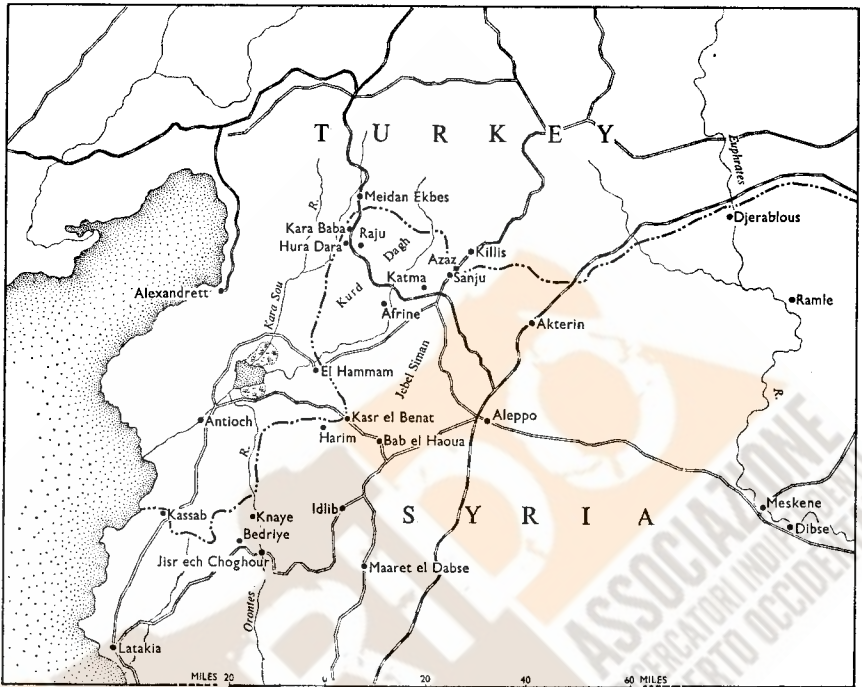 TURKEY
Euphrates
R.
Meidan Ekbes
Djerablous
Kara Baba
Raju
Hura Dara
Dagh
Killis
Azaz
Sanju
Katma
Kurd
Alexandrett
Ramle
Kara Sou
R.
Afrine
Akterin
Jebel Siman
El Hammam
Antioch
Kasr el Benat
Aleppo
Harim
Bab el Haoua
R.
SYRIA
Kassab
Knaye
Idlib
Meskene
Bedriye
Dibse
Jisr ech Choghour
Maaret el Dabse
Orontes
Latakia
MILES 20 0 20 60 MILES
ASSOCIAZIONE